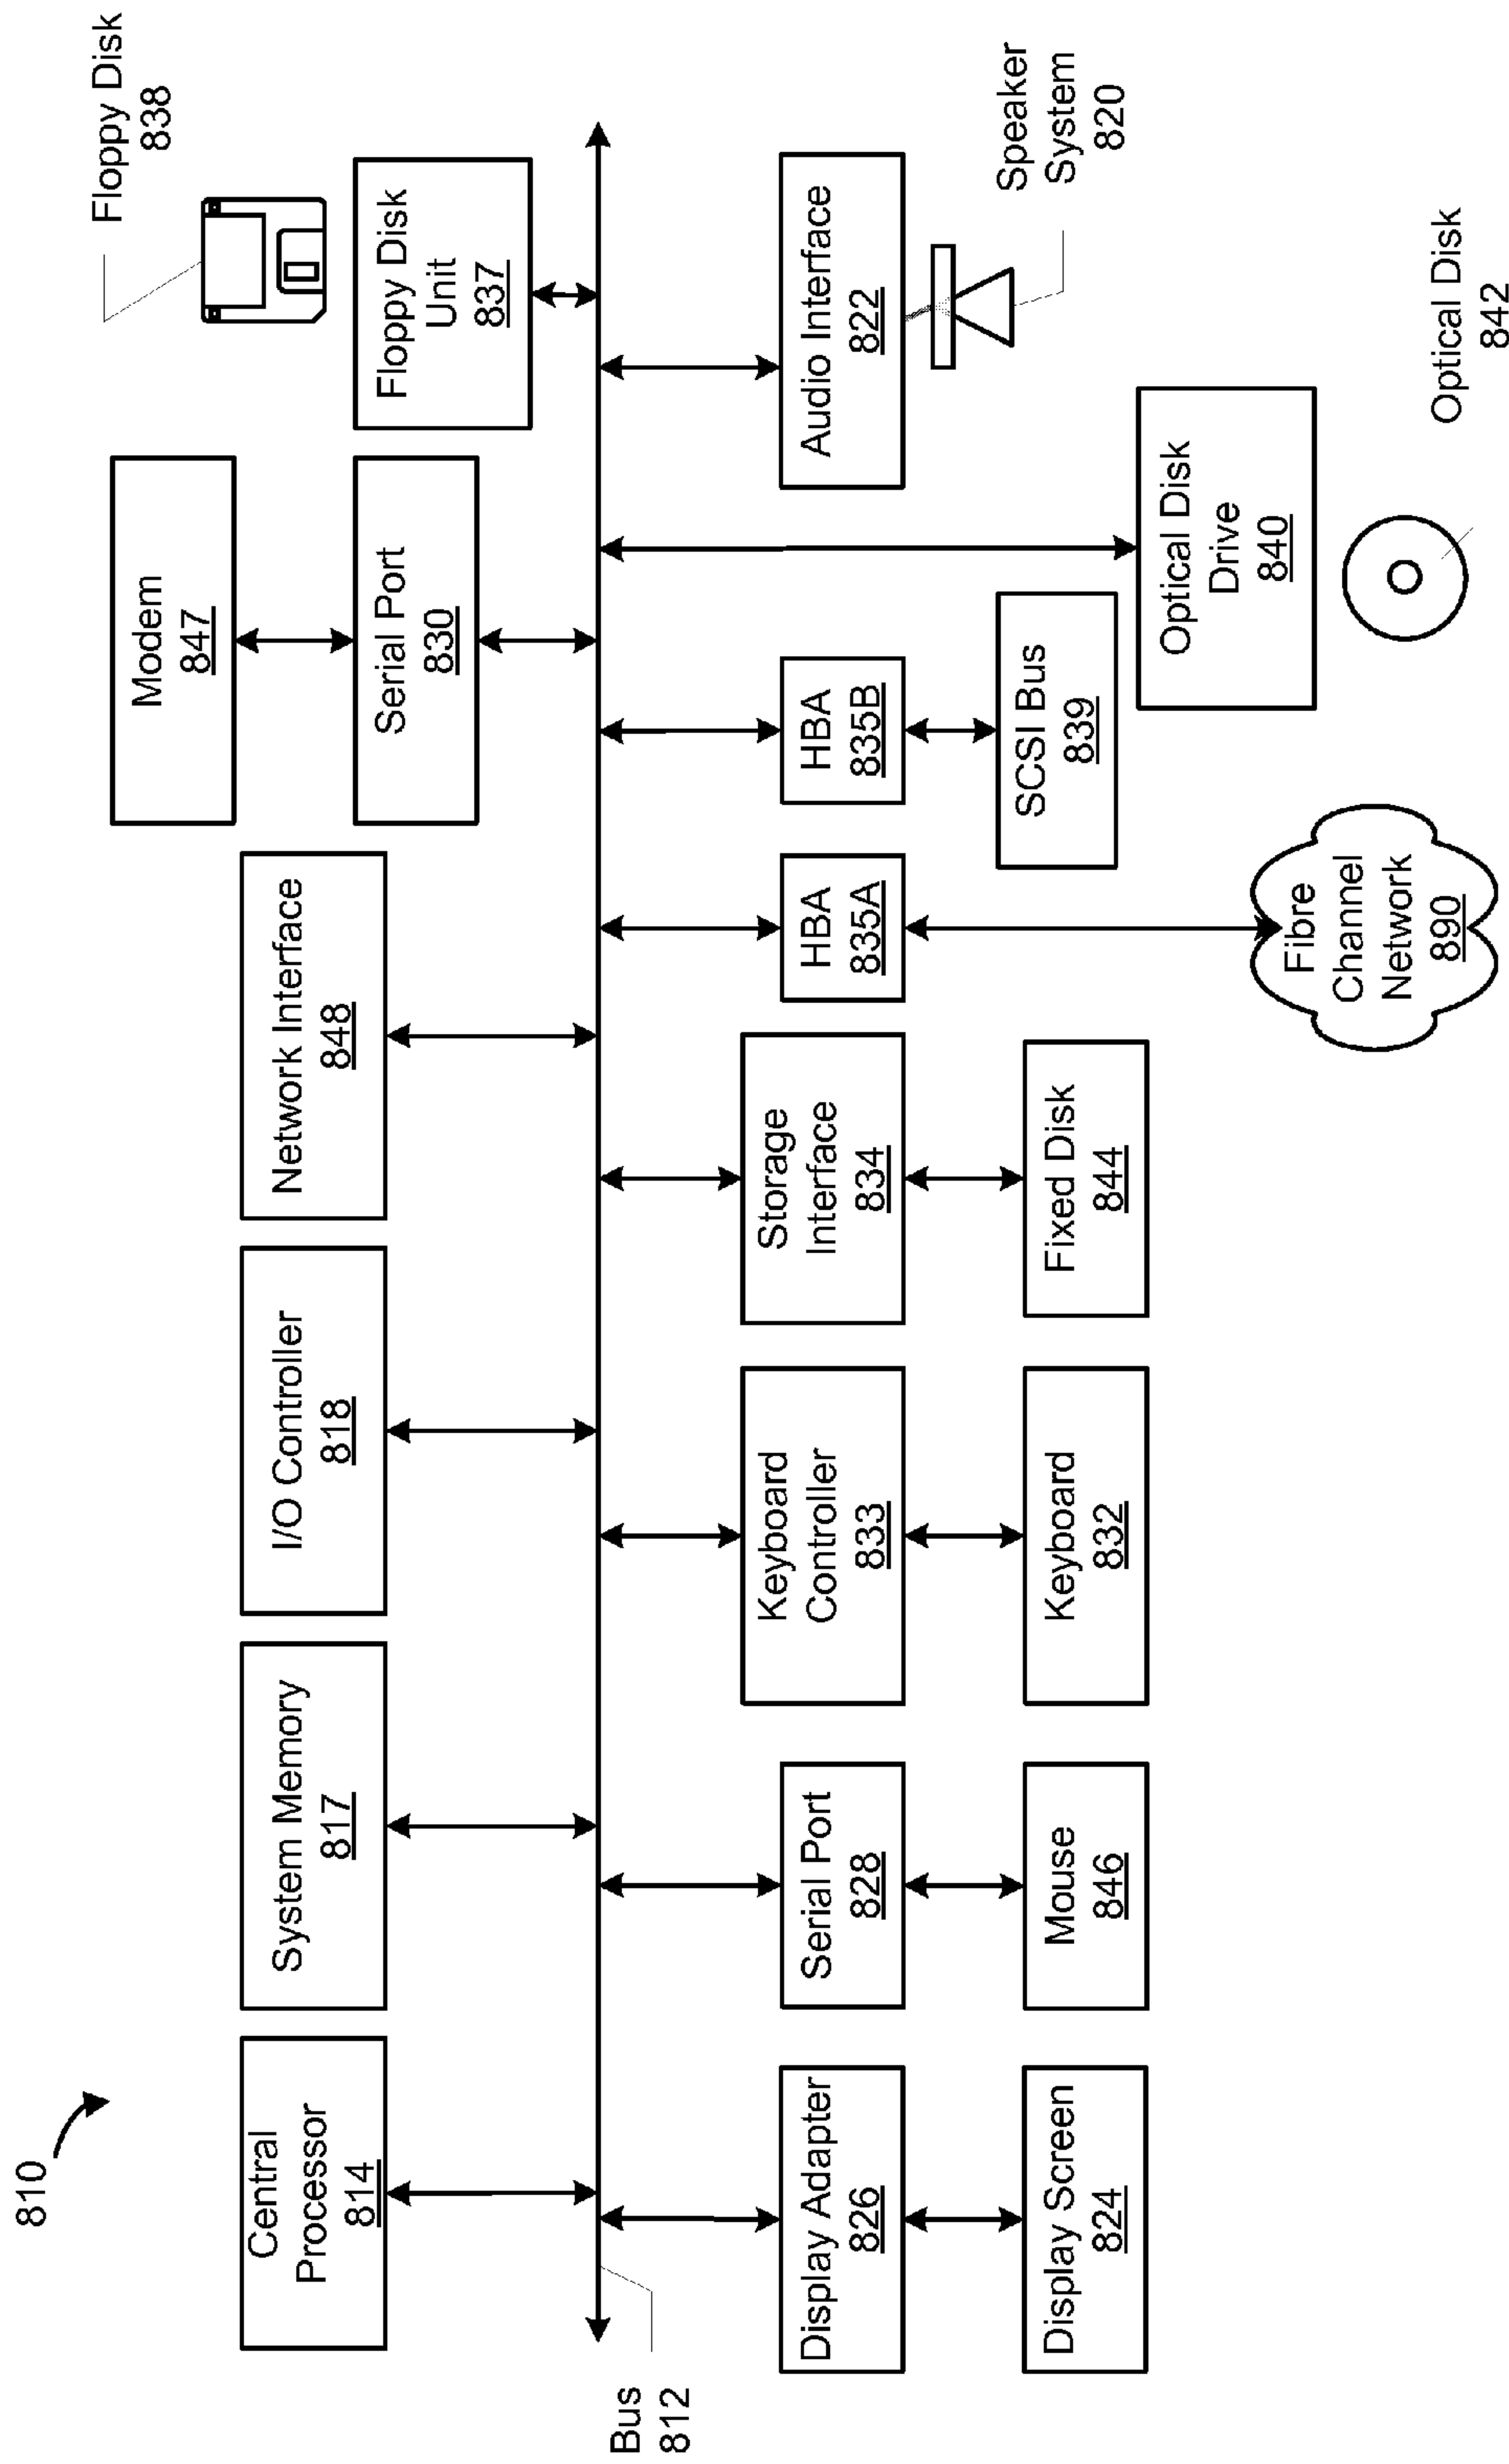 810
Central
Processor
814
System Memory
817
I/O Controller
818
Network Interface
848
Modem
847
Serial Port
830
Floppy Disk
838
Floppy Disk
Unit
837
Bus
812
Display Adapter
826
Display Screen
824
Serial Port
828
Mouse
846
Keyboard
Controller
833
Keyboard
832
Storage
Interface
834
Fixed Disk
844
HBA
835A
Fibre
Channel
Network
890
HBA
835B
SCSI Bus
839
Optical Disk
Drive
840
Optical Disk
842
Audio Interface
822
Speaker
System
820